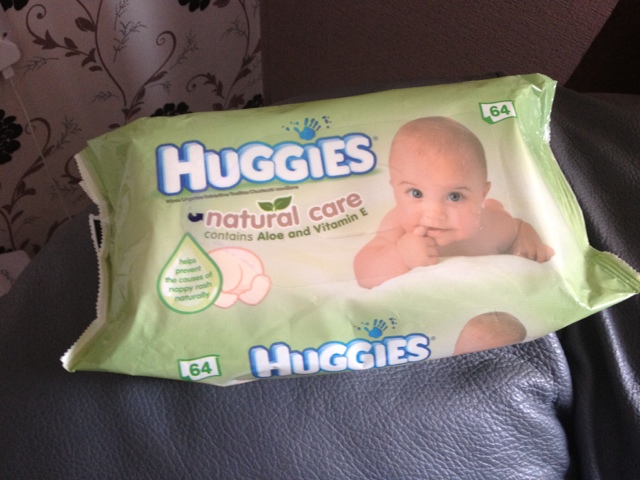 64
HUGGIES
natural care
contains Aloe and Vitamin E
helps
prevent
the causes of
nappy rash
naturally
64
HUGGIES